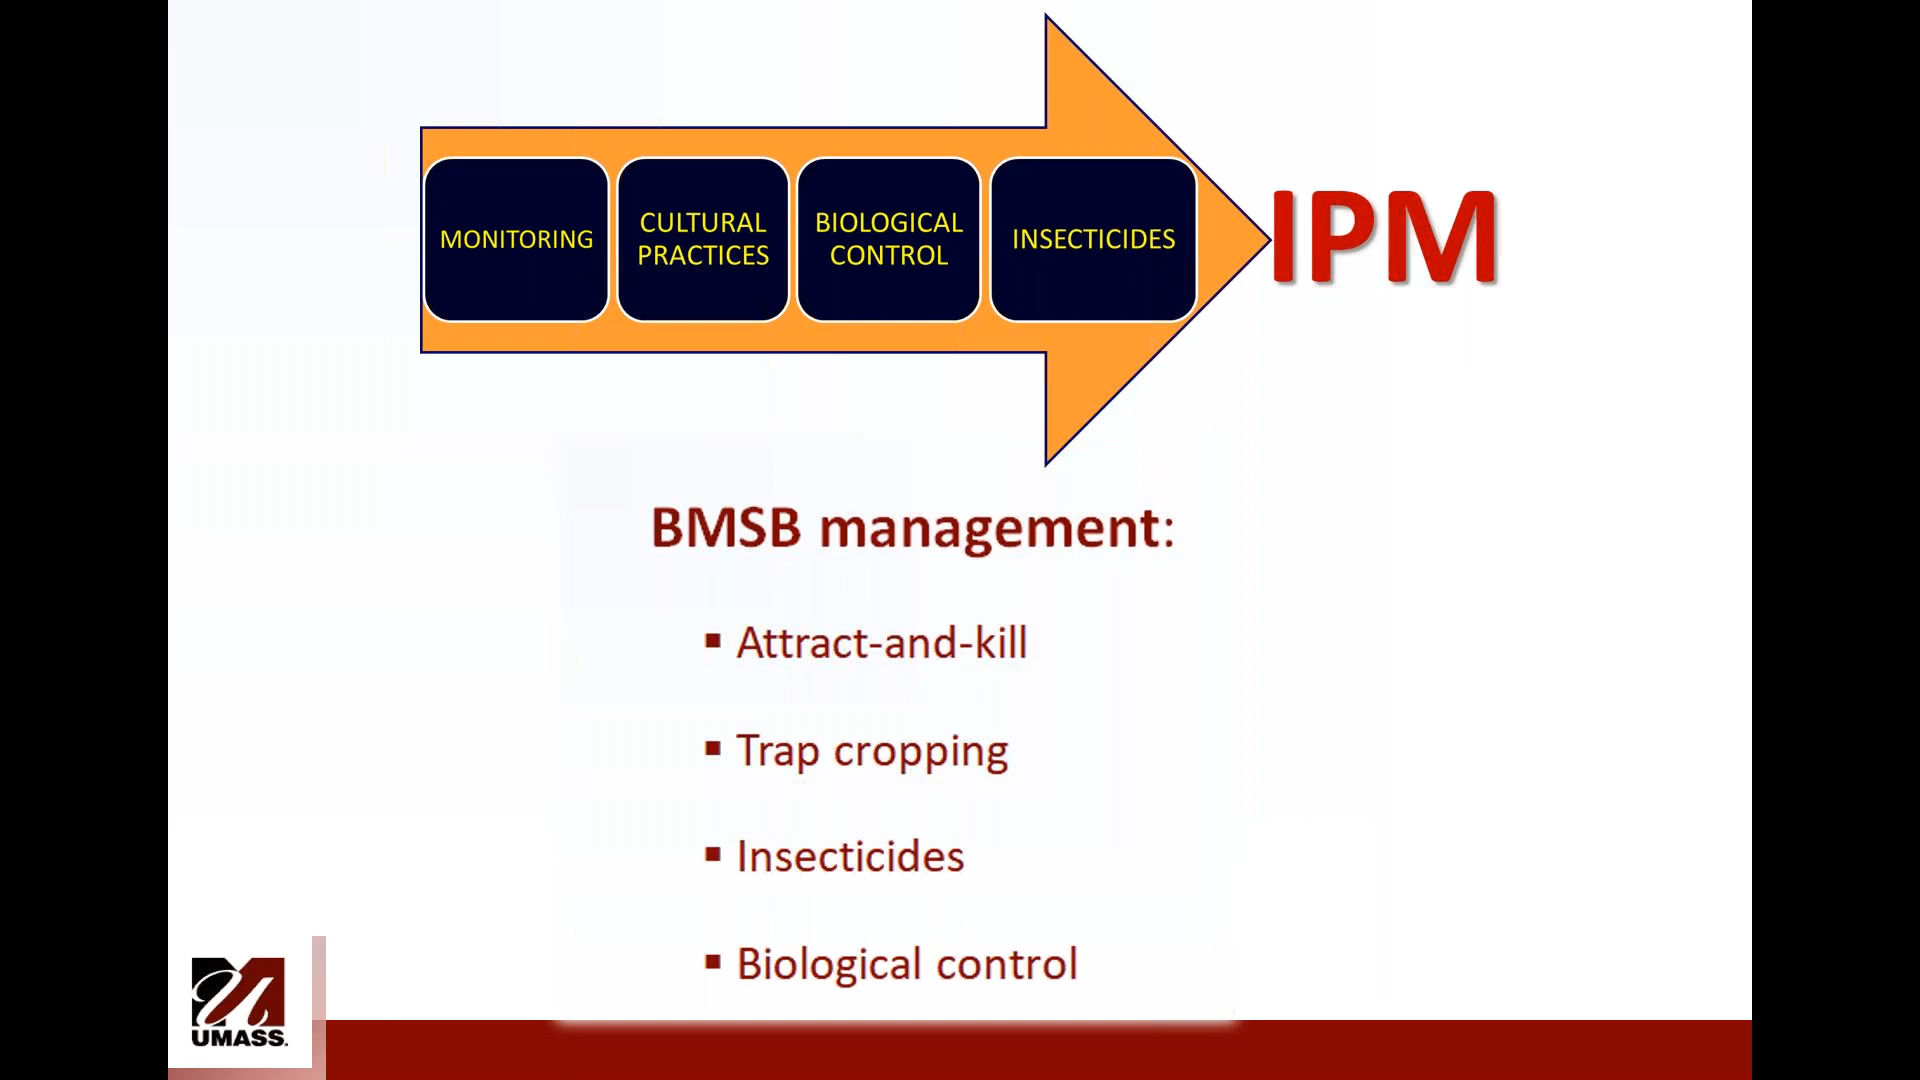 MONITORING
CULTURAL
PRACTICES
BIOLOGICAL
CONTROL
INSECTICIDES
IPM
BMSB management:
▪ Attract-and-kill
▪ Trap cropping
▪ Insecticides
▪ Biological control
UMASS.